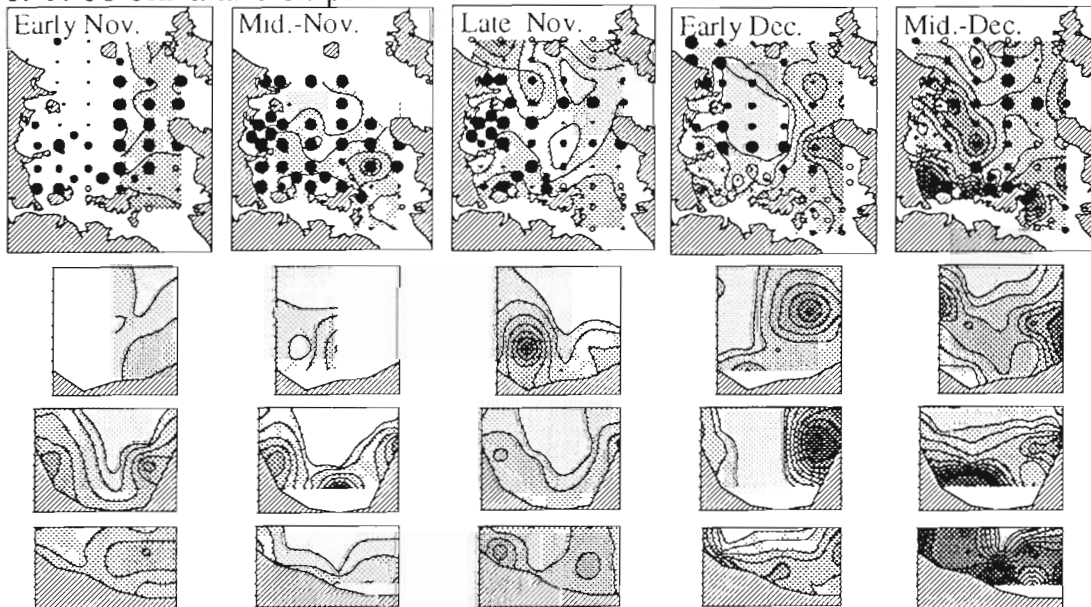 Early Nov.
Mid.-Nov.
Late Nov.
Early Dec.
Mid.-Dec.